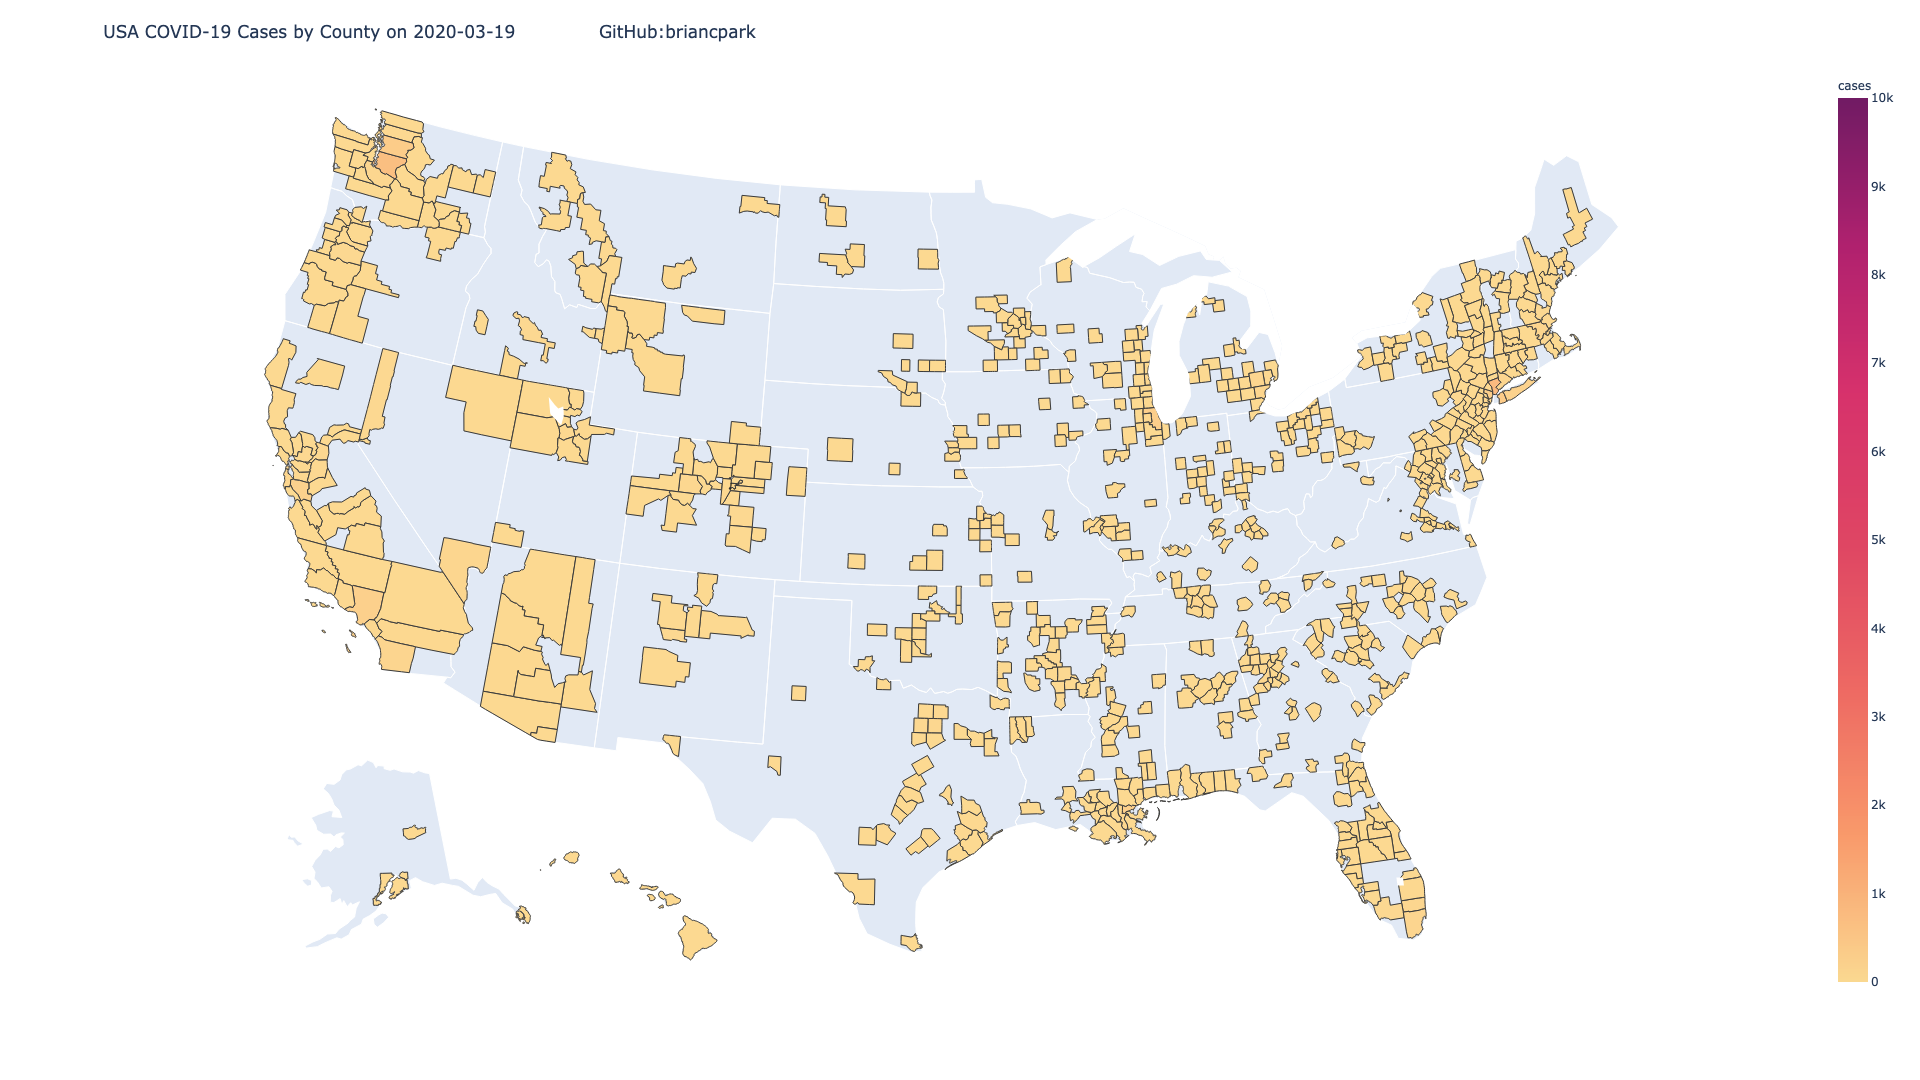 USA COVID-19 Cases by County on 2020-03-19 GitHub:briancpark
cases
10k
9k
8k
7k
6k
5k
4k
3k
2k
1k
0